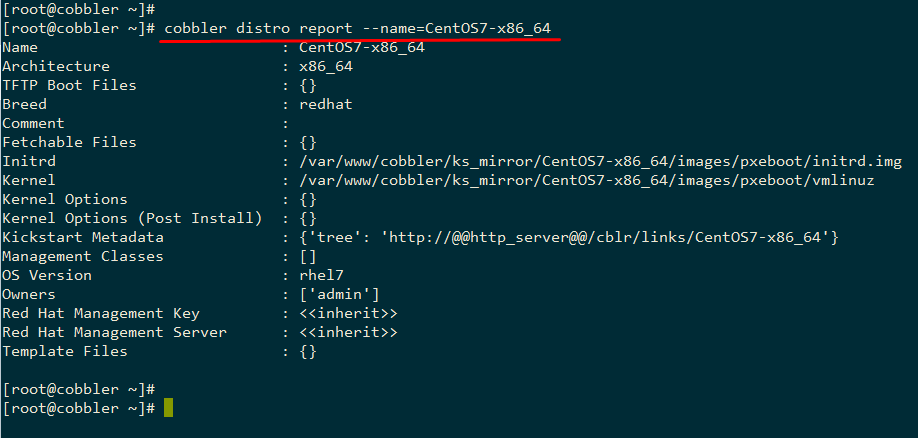 [root@cobbler ~]#
[root@cobbler ~]# cobbler distro report --name=CentOS7-x86_64
Name                           : CentOS7-x86_64
Architecture                   : x86_64
TFTP Boot Files                : {}
Breed                          : redhat
Comment                        :
Fetchable Files                : {}
Initrd                         : /var/www/cobbler/ks_mirror/CentOS7-x86_64/images/pxeboot/initrd.img
Kernel                         : /var/www/cobbler/ks_mirror/CentOS7-x86_64/images/pxeboot/vmlinuz
Kernel Options                 : {}
Kernel Options (Post Install)  : {}
Kickstart Metadata             : {'tree': 'http://@@http_server@@/cblr/links/CentOS7-x86_64'}
Management Classes             : []
OS Version                     : rhel7
Owners                         : ['admin']
Red Hat Management Key         : <<inherit>>
Red Hat Management Server      : <<inherit>>
Template Files                 : {}
[root@cobbler ~]#
[root@cobbler ~]#